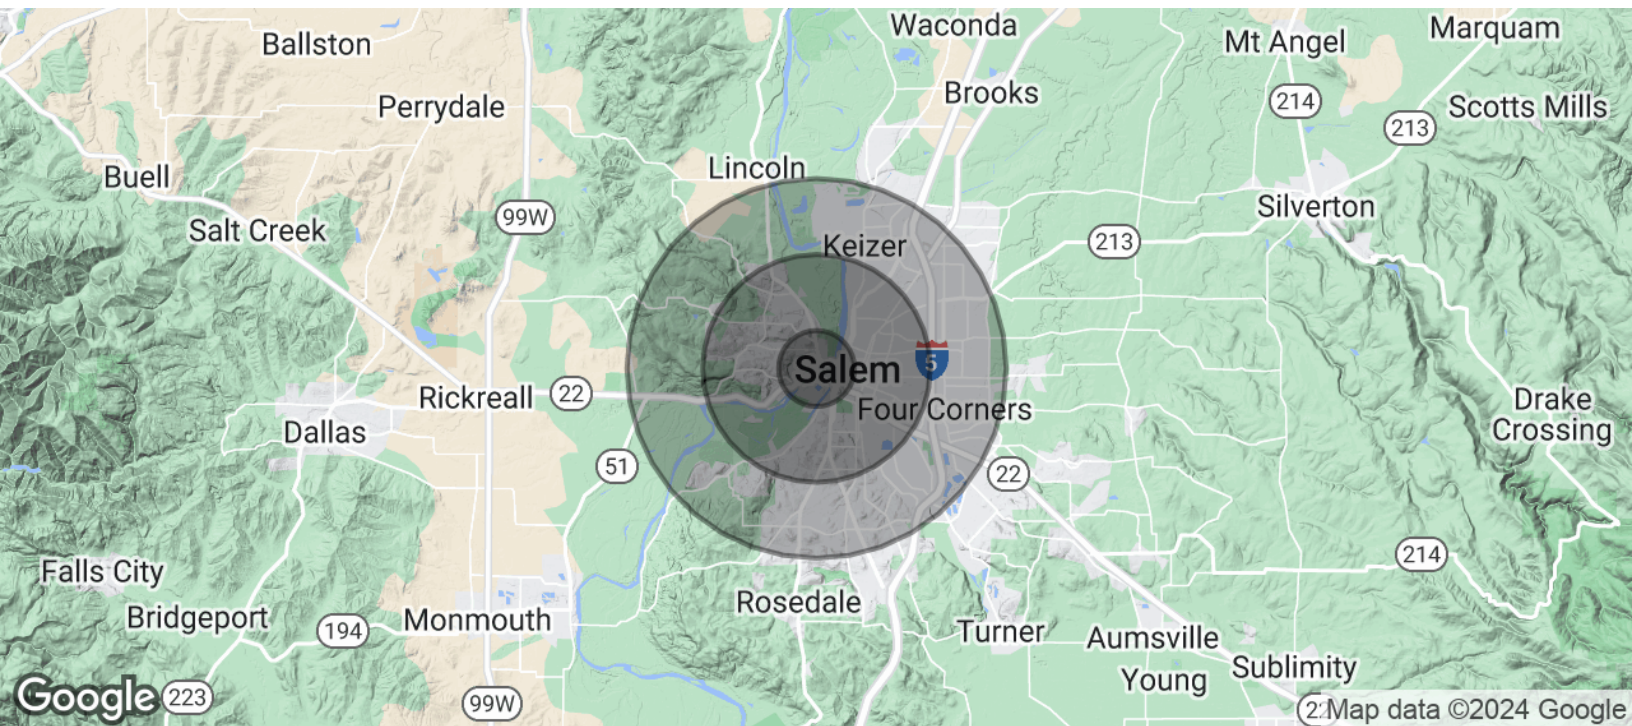 Waconda
Marquam
Ballston
Mt Angel
Brooks
214
Perrydale
Scotts Mills
213
Lincoln
Buell
Silverton
99W
Salt Creek
213
Keizer
5
Salem
22
Rickreall
Four Corners
Drake
Crossing
Dallas
51
22
214
Falls City
Rosedale
Bridgeport
Monmouth
194
Turner
Aumsville
Sublimity
Young
Google
223
99W
Map data ©2024 Google